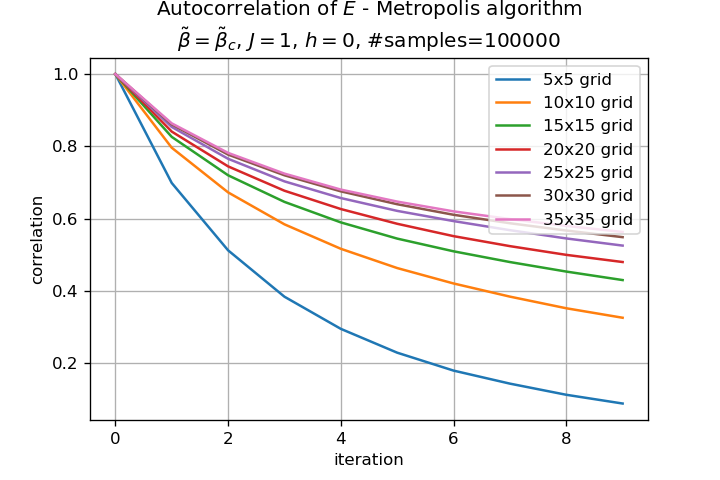 Autocorrelation of E - Metropolis algorithm
β̃ = β̃_c, J = 1, h = 0, #samples=100000
1.0
0.8
0.6
0.4
0.2
correlation
0 2 4 6 8
iteration
5x5 grid
10x10 grid
15x15 grid
20x20 grid
25x25 grid
30x30 grid
35x35 grid